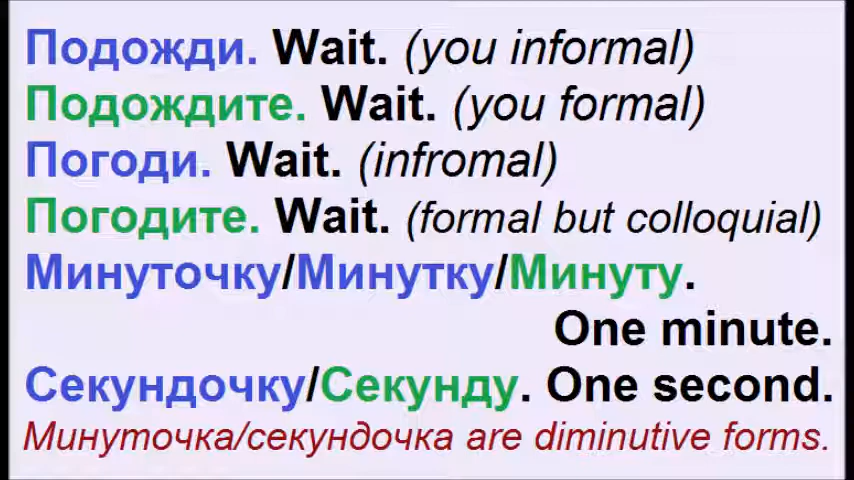 Подожди. Wait. (you informal)
Подождите. Wait. (you formal)
Погоди. Wait. (infromal)
Погодите. Wait. (formal but colloquial)
Минуточку/Минутку/Минуту.
One minute.
Секундочку/Секунду. One second.
Минуточка/секундочка are diminutive forms.